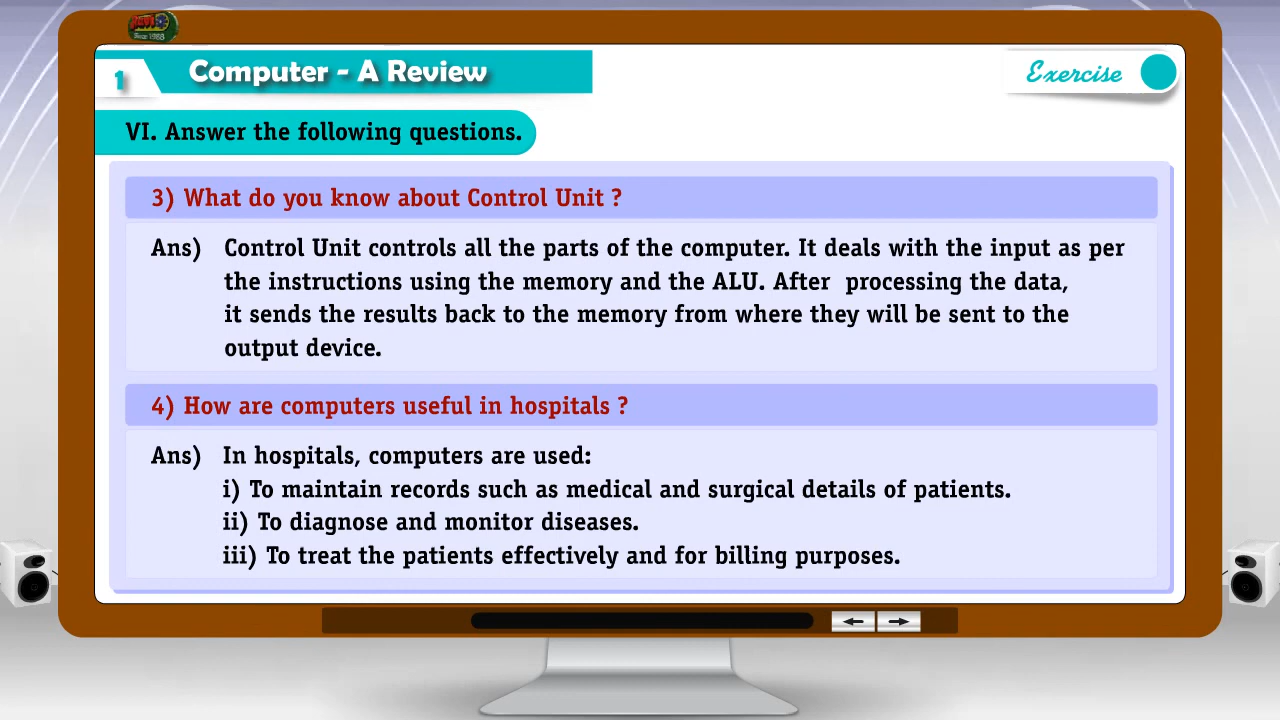 Since 1988
1
Computer - A Review
Exercise
VI. Answer the following questions.
3) What do you know about Control Unit ?
Ans) Control Unit controls all the parts of the computer. It deals with the input as per
the instructions using the memory and the ALU. After processing the data,
it sends the results back to the memory from where they will be sent to the
output device.
4) How are computers useful in hospitals ?
Ans) In hospitals, computers are used:
i) To maintain records such as medical and surgical details of patients.
ii) To diagnose and monitor diseases.
iii) To treat the patients effectively and for billing purposes.